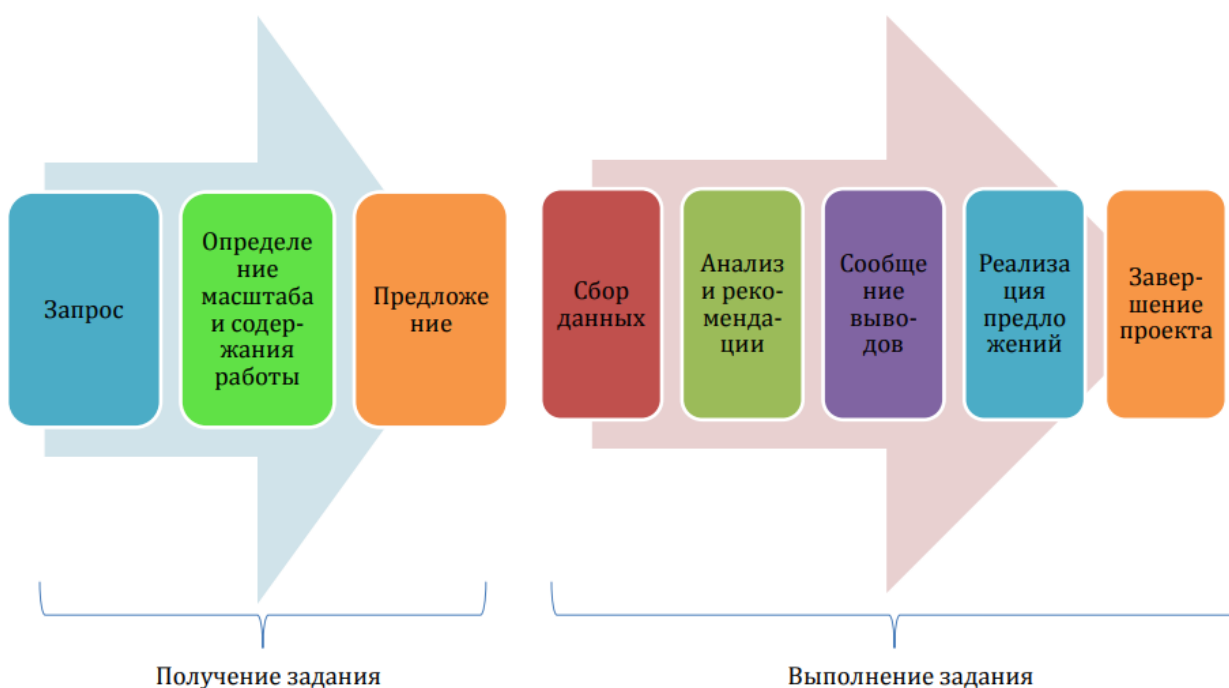 Запрос
Определе
ние
масштаба
и содер-
жания
работы
Предложе
ние
Сбор
данных
Анализ
и реко-
менда-
ции
Сообще
ние
выво-
дов
Реализа
ция
предло
жений
Завер-
шение
проекта
Получение задания
Выполнение задания